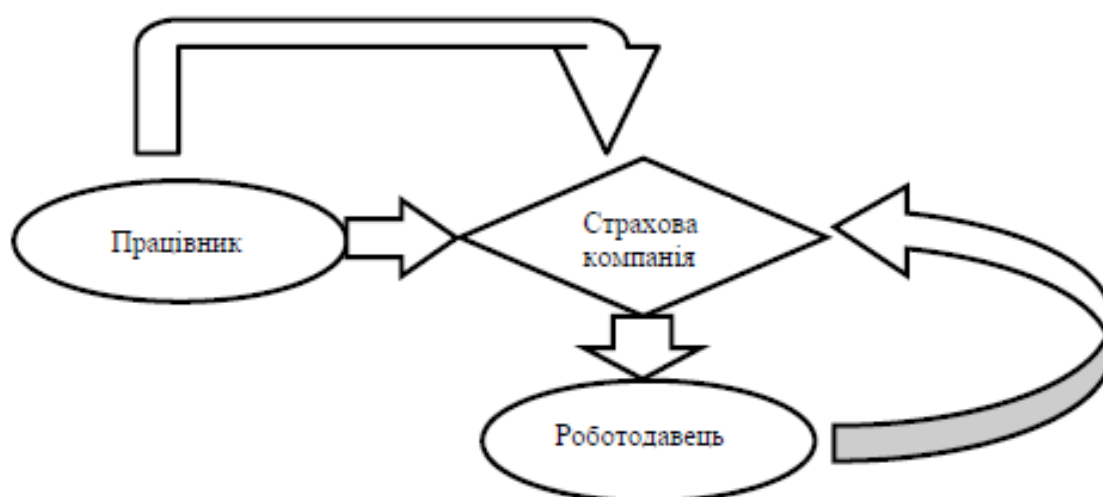 Працівник
Страхова
компанія
Роботодавець